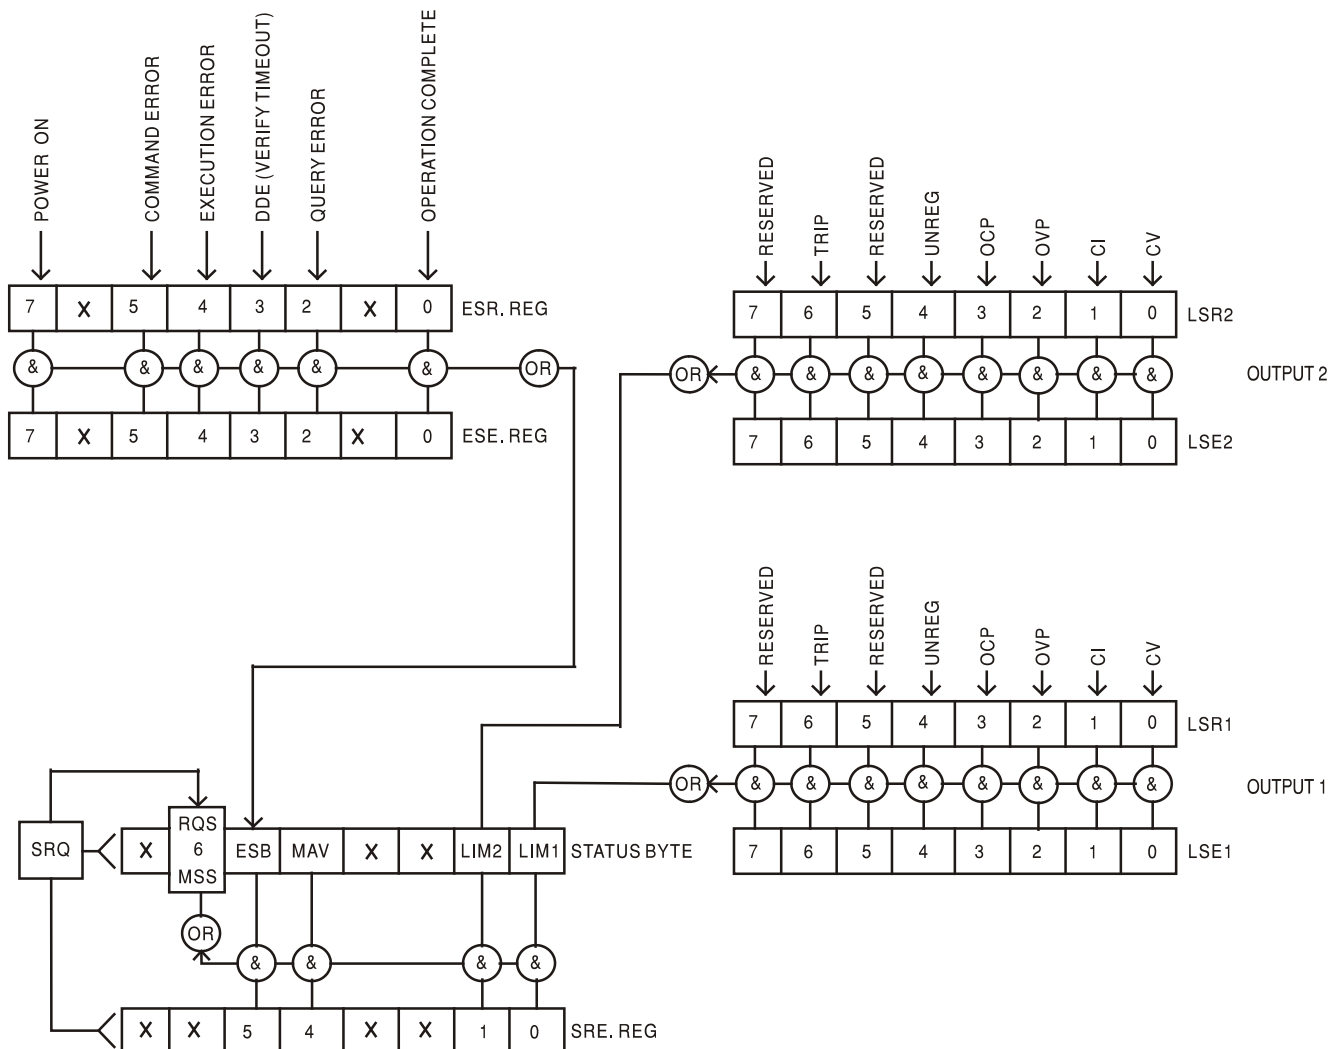 POWER ON
COMMAND ERROR
EXECUTION ERROR
DDE (VERIFY TIMEOUT)
QUERY ERROR
OPERATION COMPLETE
7 X 5 4 3 2 X 0 ESR. REG
& & & & & & OR
7 X 5 4 3 2 X 0 ESE. REG
RESERVED
TRIP
RESERVED
UNREG
OCP
OVP
CI
CV
7 6 5 4 3 2 1 0 LSR2
OR & & & & & & & & OUTPUT 2
7 6 5 4 3 2 1 0 LSE2
RESERVED
TRIP
RESERVED
UNREG
OCP
OVP
CI
CV
7 6 5 4 3 2 1 0 LSR1
OR & & & & & & & & OUTPUT 1
7 6 5 4 3 2 1 0 LSE1
SRQ
X
RQS
6
MSS
ESB MAV X X LIM2 LIM1 STATUS BYTE
OR
& & & &
X X 5 4 X X 1 0 SRE. REG